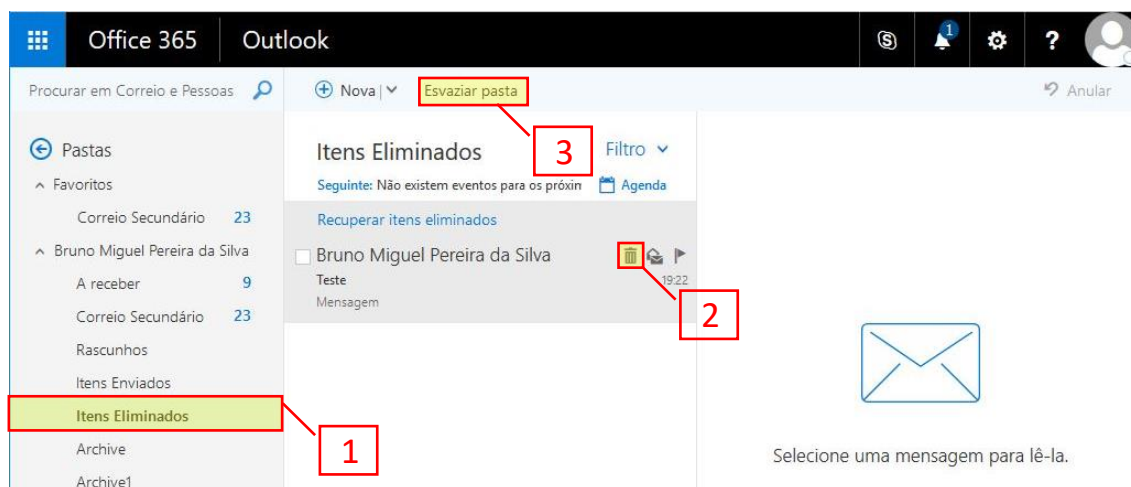 Office 365 Outlook 1 ?
Procurar em Correio e Pessoas Nova Esvaziar pasta Anular
3
Pastas
Favoritos
Correio Secundário 23
Bruno Miguel Pereira da Silva
A receber 9
Correio Secundário 23
Rascunhos
Itens Enviados
Itens Eliminados
Archive
Archive1
1
Itens Eliminados Filtro
Seguinte: Não existem eventos para os próxin Agenda
Recuperar itens eliminados
Bruno Miguel Pereira da Silva
Teste 19:22
Mensagem
2
Selecione uma mensagem para lê-la.